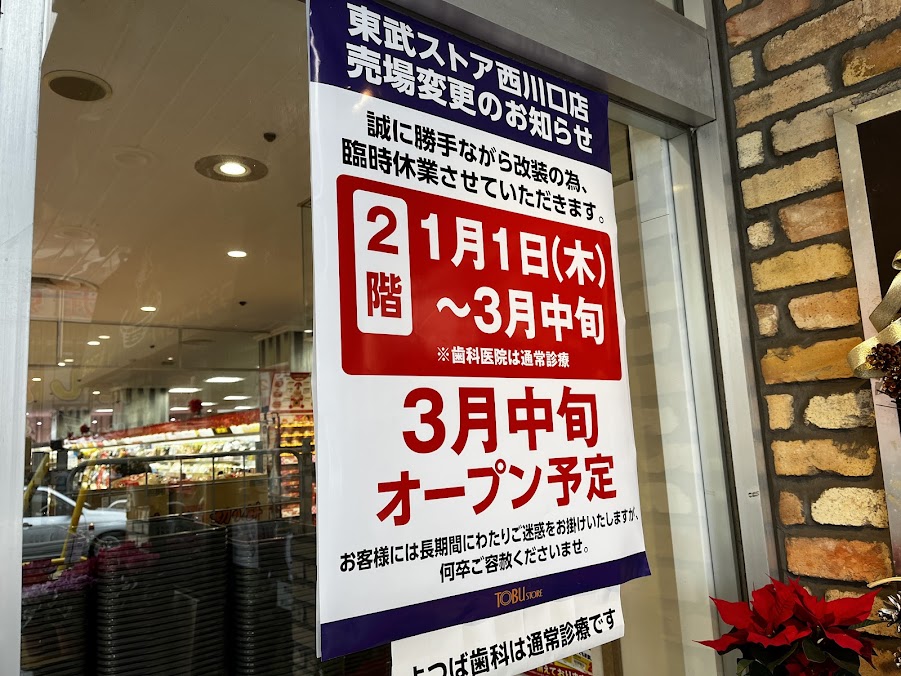 東武ストア西川口店
売場変更のお知らせ
誠に勝手ながら改装の為、
臨時休業させていただきます。
2階
1月1日(木)
～3月中旬
※歯科医院は通常診療
3月中旬
オープン予定
お客様には長期間にわたりご迷惑をお掛けいたしますが、
何卒ご容赦くださいませ。
TOBU STORE
よつば歯科は通常診療です